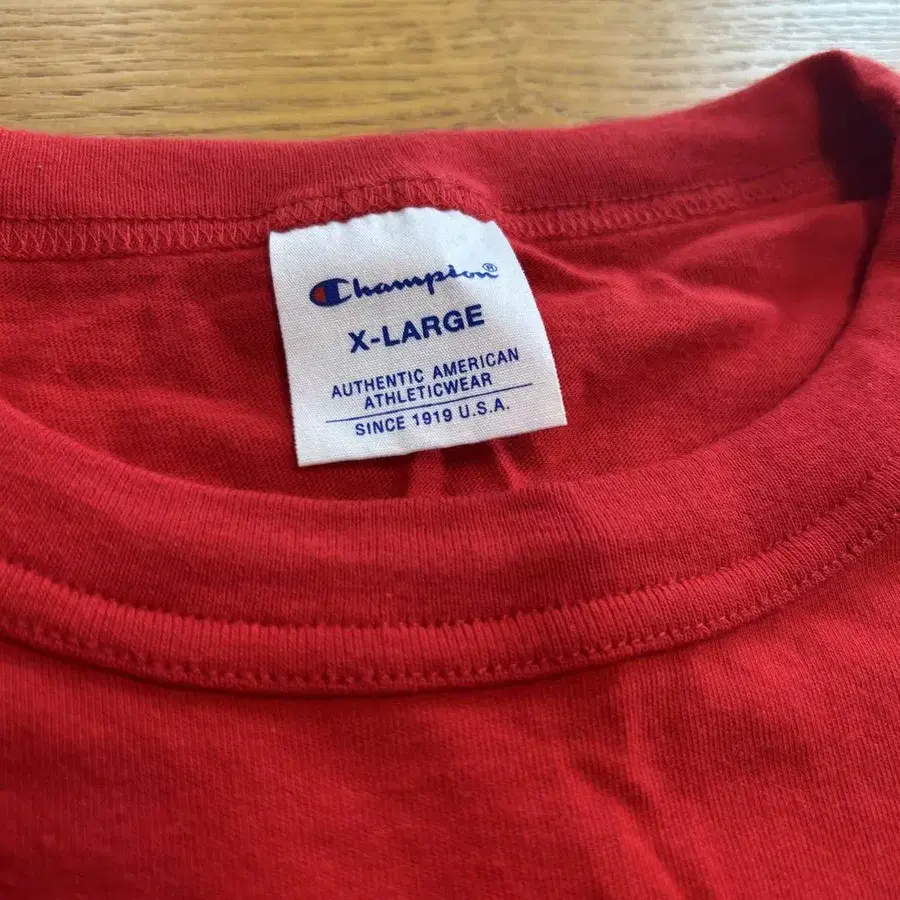 Champion®
X-LARGE
AUTHENTIC AMERICAN
ATHLETICWEAR
SINCE 1919 U.S.A.